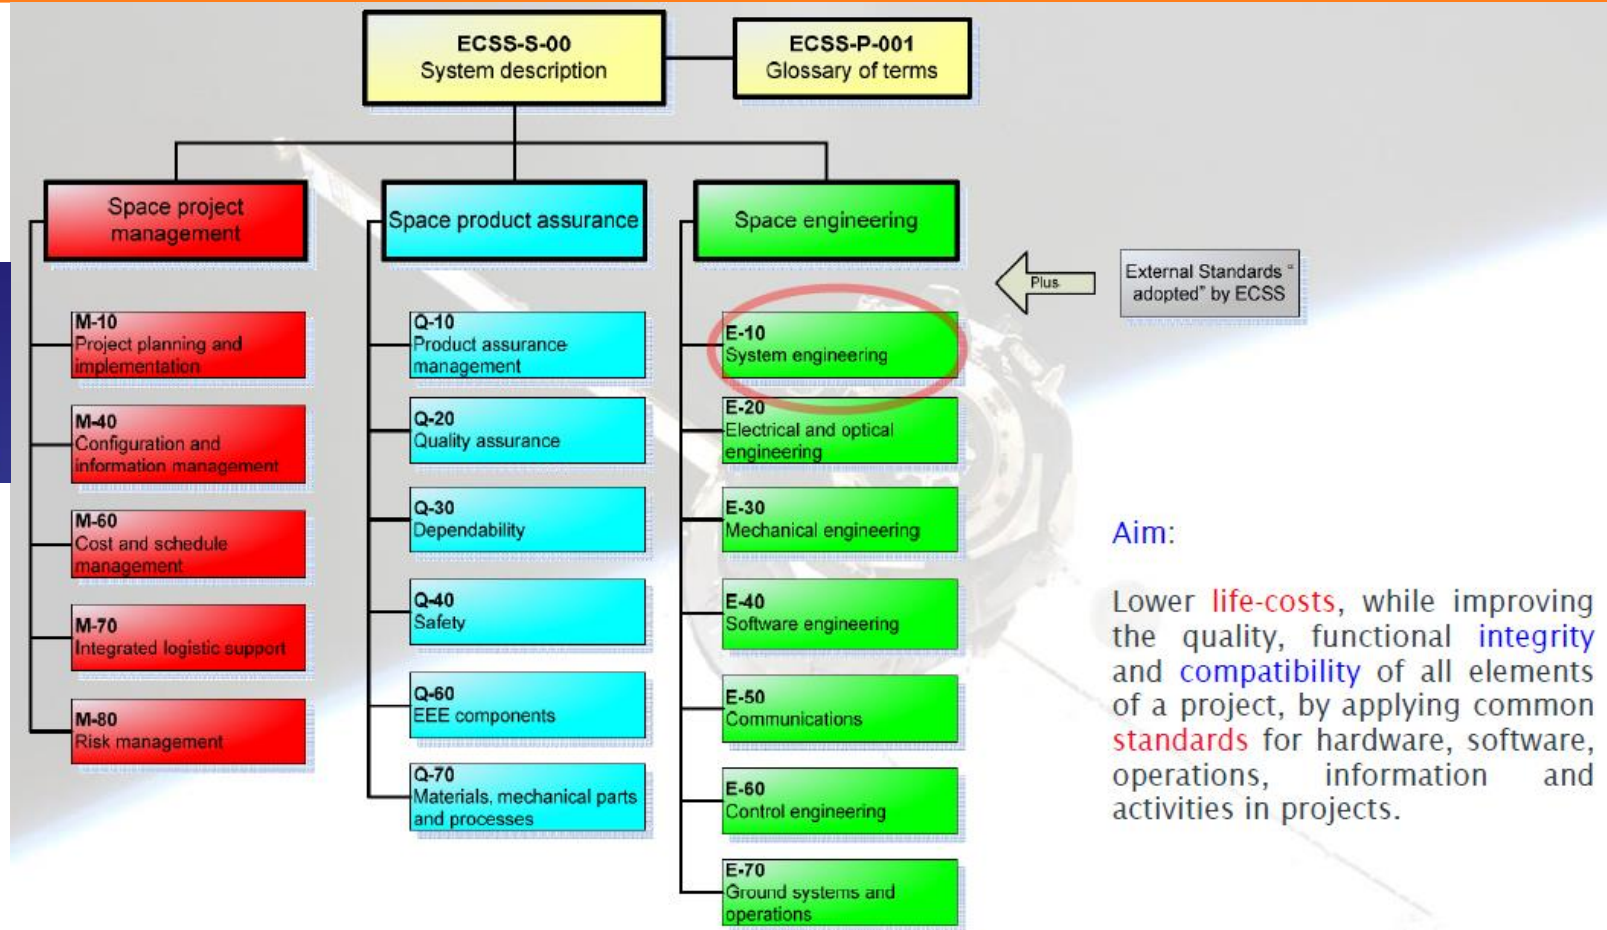 ECSS-S-00
System description
ECSS-P-001
Glossary of terms
Space project
management
M-10
Project planning and
implementation
M-40
Configuration and
information management
M-60
Cost and schedule
management
M-70
Integrated logistic support
M-80
Risk management
Space product assurance
Q-10
Product assurance
management
Q-20
Quality assurance
Q-30
Dependability
Q-40
Safety
Q-60
EEE components
Q-70
Materials, mechanical parts
and processes
Space engineering
E-10
System engineering
E-20
Electrical and optical
engineering
E-30
Mechanical engineering
E-40
Software engineering
E-50
Communications
E-60
Control engineering
E-70
Ground systems and
operations
Plus
External Standards “
adopted” by ECSS
Aim:
Lower life-costs, while improving
the quality, functional integrity
and compatibility of all elements
of a project, by applying common
standards for hardware, software,
operations, information and
activities in projects.